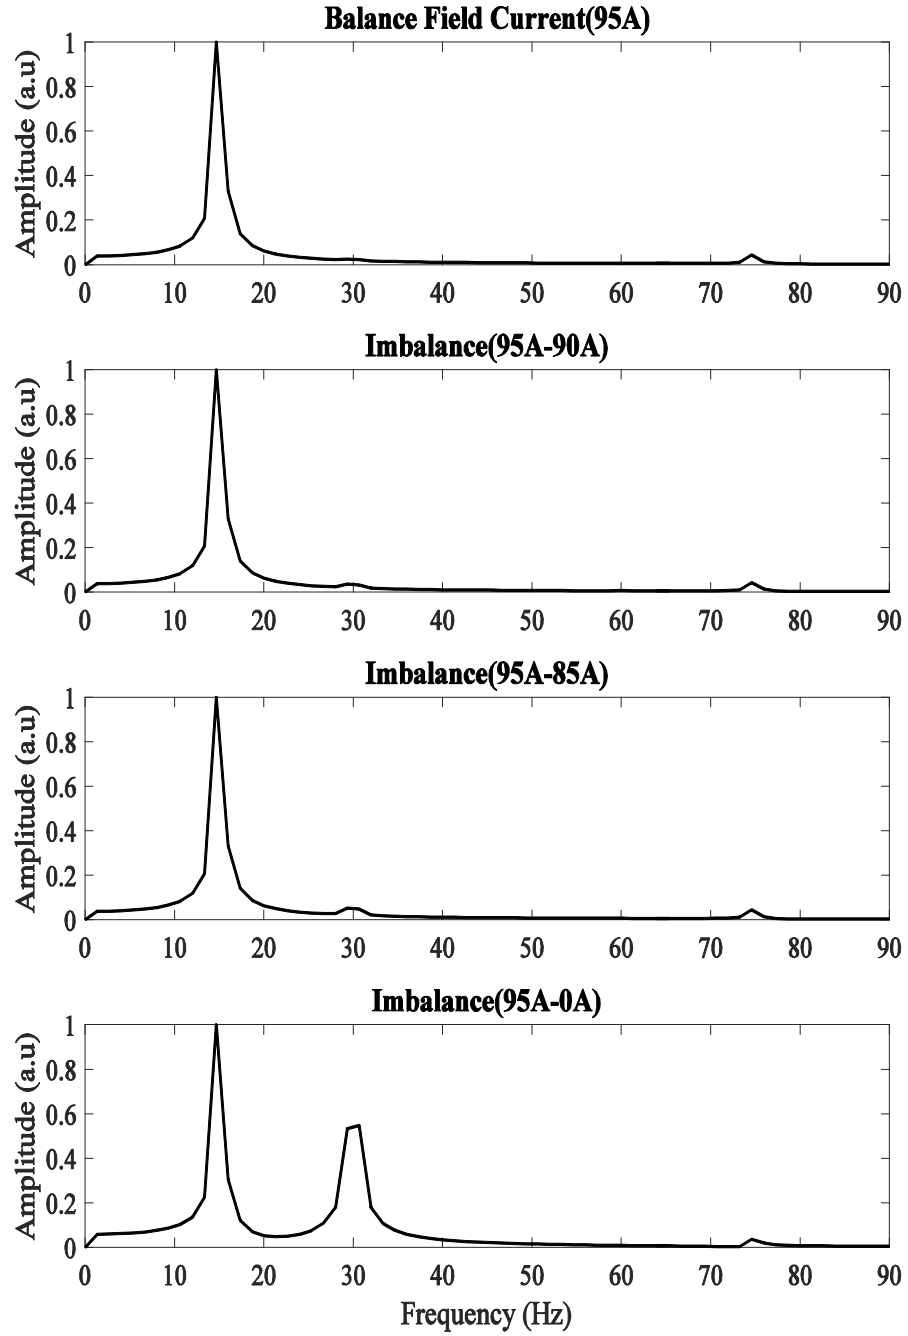 Balance Field Current(95A)
Amplitude (a.u)
1
0.8
0.6
0.4
0.2
0
0 10 20 30 40 50 60 70 80 90
Imbalance(95A-90A)
Amplitude (a.u)
1
0.8
0.6
0.4
0.2
0
0 10 20 30 40 50 60 70 80 90
Imbalance(95A-85A)
Amplitude (a.u)
1
0.8
0.6
0.4
0.2
0
0 10 20 30 40 50 60 70 80 90
Imbalance(95A-0A)
Amplitude (a.u)
1
0.8
0.6
0.4
0.2
0
0 10 20 30 40 50 60 70 80 90
Frequency (Hz)